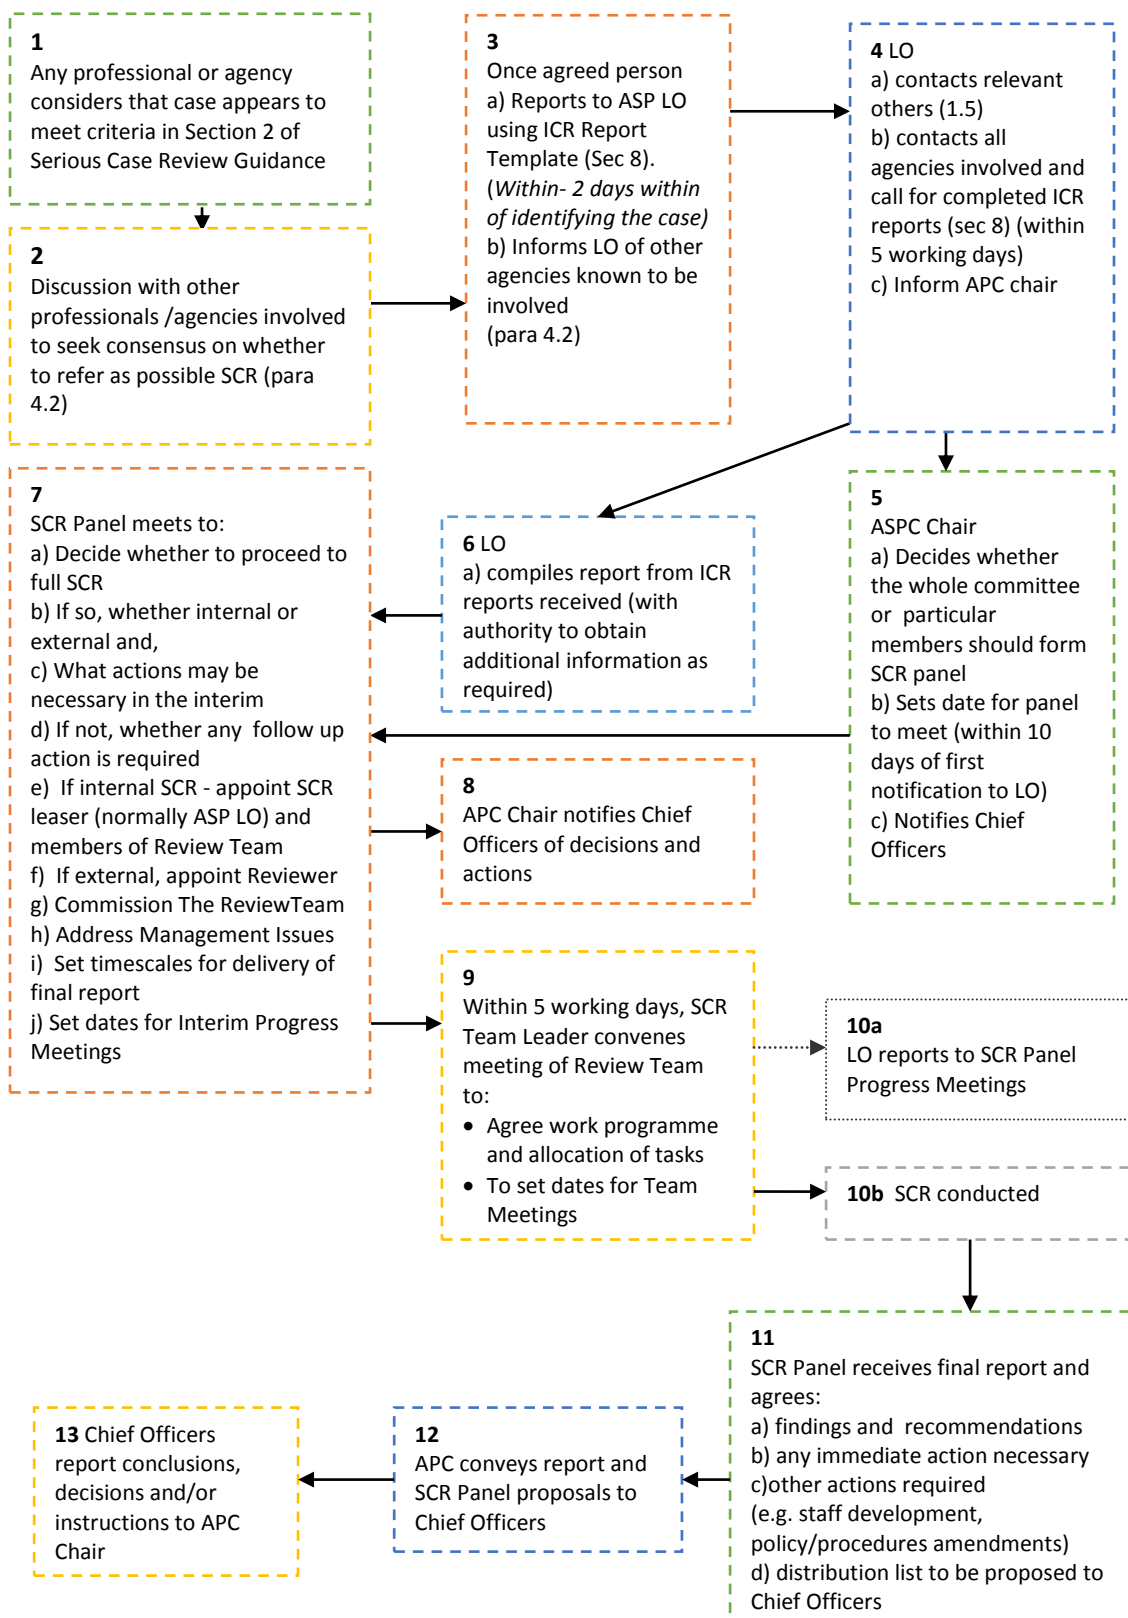 1
Any professional or agency
considers that case appears to
meet criteria in Section 2 of
Serious Case Review Guidance
2
Discussion with other
professionals /agencies involved
to seek consensus on whether
to refer as possible SCR (para
4.2)
3
Once agreed person
a) Reports to ASP LO
using ICR Report
Template (Sec 8).
(Within- 2 days within
of identifying the case)
b) Informs LO of other
agencies known to be
involved
(para 4.2)
4 LO
a) contacts relevant
others (1.5)
b) contacts all
agencies involved and
call for completed ICR
reports (sec 8) (within
5 working days)
c) Inform APC chair
5
ASPC Chair
a) Decides whether
the whole committee
or particular
members should form
SCR panel
b) Sets date for panel
to meet (within 10
days of first
notification to LO)
c) Notifies Chief
Officers
6 LO
a) compiles report from ICR
reports received (with
authority to obtain
additional information as
required)
7
SCR Panel meets to:
a) Decide whether to proceed to
full SCR
b) If so, whether internal or
external and,
c) What actions may be
necessary in the interim
d) If not, whether any follow up
action is required
e) If internal SCR - appoint SCR
leaser (normally ASP LO) and
members of Review Team
f) If external, appoint Reviewer
g) Commission The ReviewTeam
h) Address Management Issues
i) Set timescales for delivery of
final report
j) Set dates for Interim Progress
Meetings
8
APC Chair notifies Chief
Officers of decisions and
actions
9
Within 5 working days, SCR
Team Leader convenes
meeting of Review Team
to:
• Agree work programme
and allocation of tasks
• To set dates for Team
Meetings
10a
LO reports to SCR Panel
Progress Meetings
10b SCR conducted
11
SCR Panel receives final report and
agrees:
a) findings and recommendations
b) any immediate action necessary
c)other actions required
(e.g. staff development,
policy/procedures amendments)
d) distribution list to be proposed to
Chief Officers
12
APC conveys report and
SCR Panel proposals to
Chief Officers
13 Chief Officers
report conclusions,
decisions and/or
instructions to APC
Chair